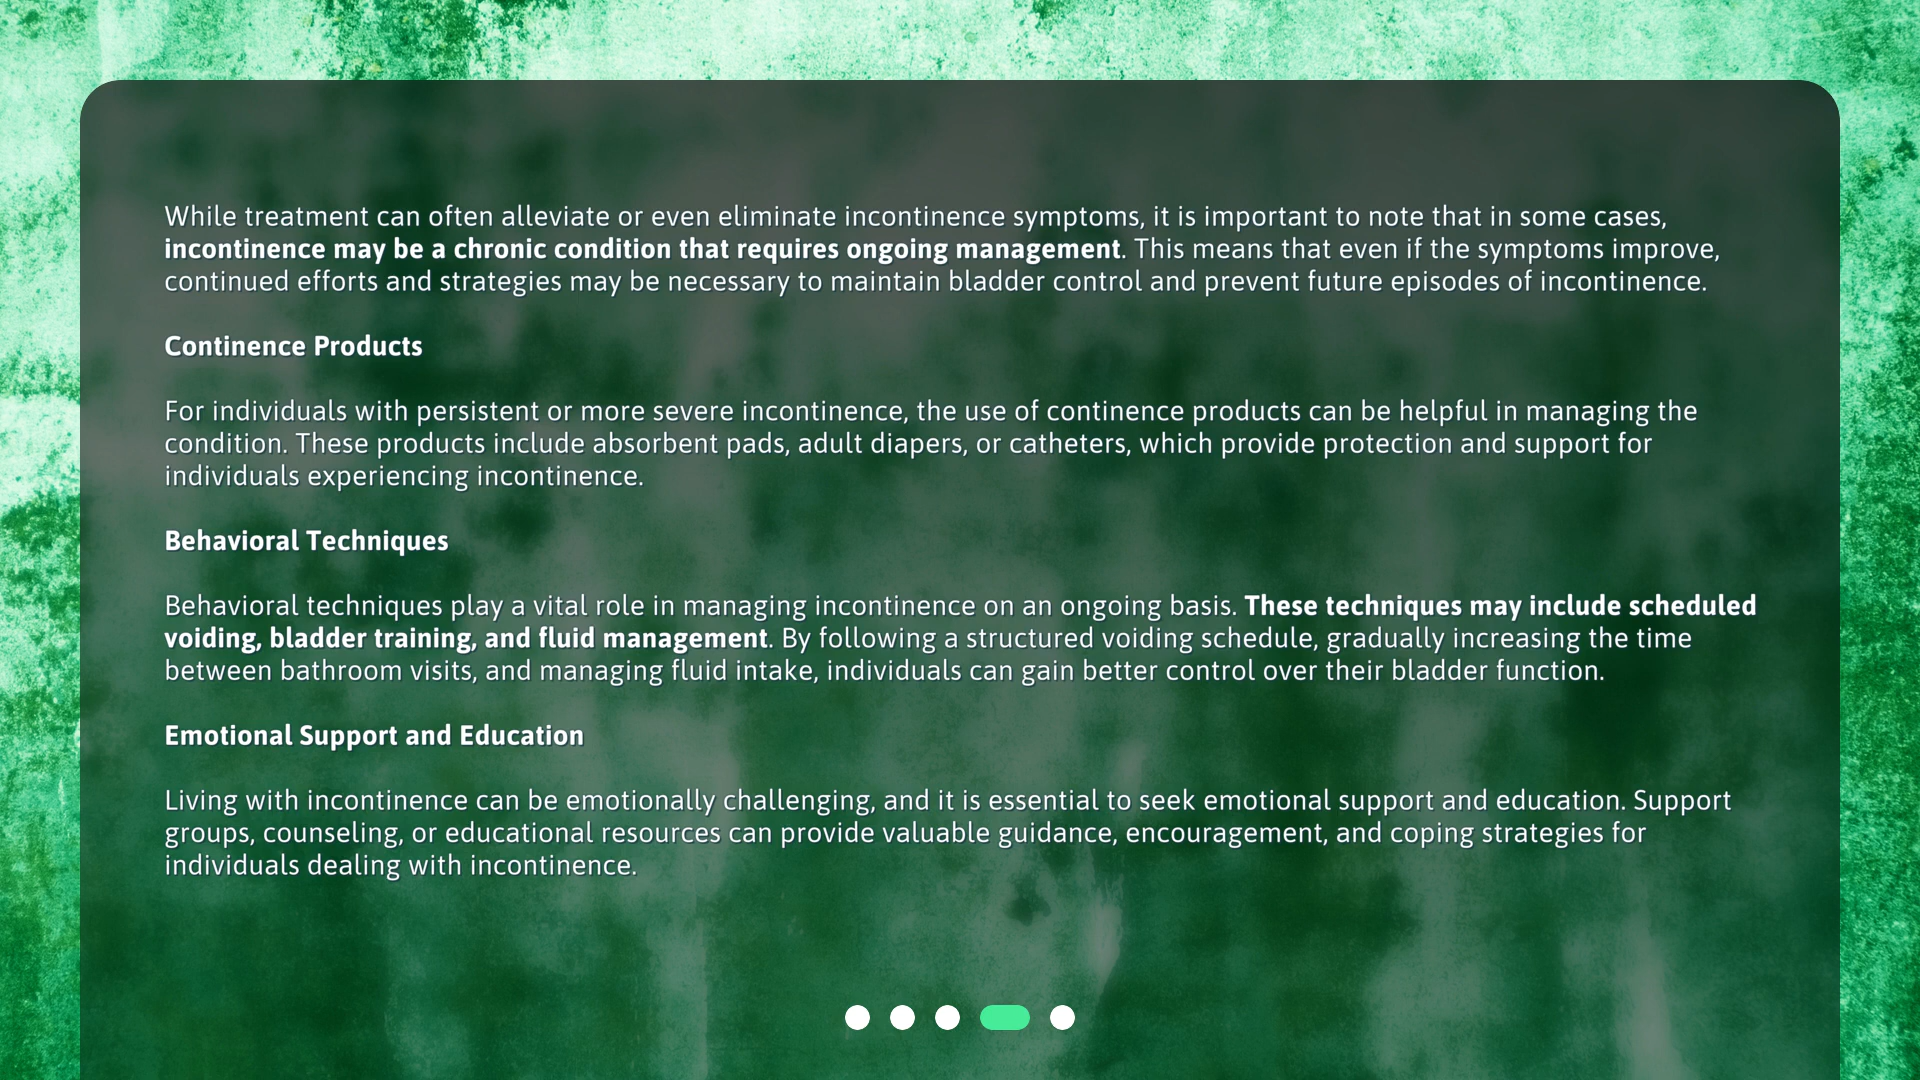 While treatment can often alleviate or even eliminate incontinence symptoms, it is important to note that in some cases,
incontinence may be a chronic condition that requires ongoing management. This means that even if the symptoms improve,
continued efforts and strategies may be necessary to maintain bladder control and prevent future episodes of incontinence.
Continence Products
For individuals with persistent or more severe incontinence, the use of continence products can be helpful in managing the
condition. These products include absorbent pads, adult diapers, or catheters, which provide protection and support for
individuals experiencing incontinence.
Behavioral Techniques
Behavioral techniques play a vital role in managing incontinence on an ongoing basis. These techniques may include scheduled
voiding, bladder training, and fluid management. By following a structured voiding schedule, gradually increasing the time
between bathroom visits, and managing fluid intake, individuals can gain better control over their bladder function.
Emotional Support and Education
Living with incontinence can be emotionally challenging, and it is essential to seek emotional support and education. Support
groups, counseling, or educational resources can provide valuable guidance, encouragement, and coping strategies for
individuals dealing with incontinence.